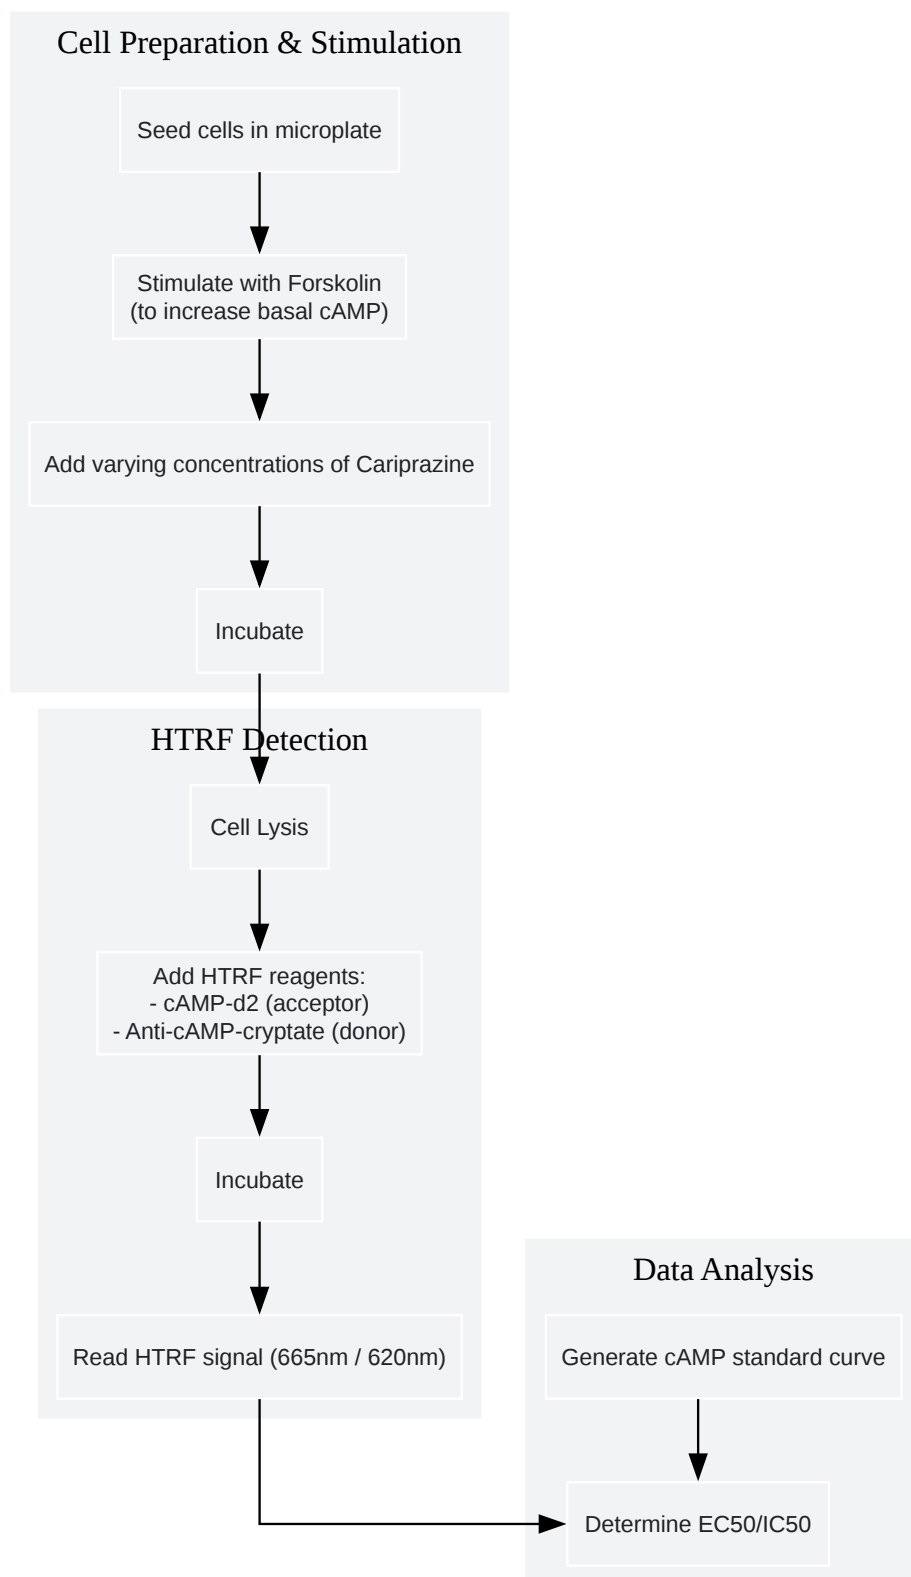 Cell Preparation & Stimulation
Seed cells in microplate
Stimulate with Forskolin
(to increase basal cAMP)
Add varying concentrations of Cariprazine
Incubate
HTRF Detection
Cell Lysis
Add HTRF reagents:
- cAMP-d2 (acceptor)
- Anti-cAMP-cryptate (donor)
Incubate
Read HTRF signal (665nm / 620nm)
Data Analysis
Generate cAMP standard curve
Determine EC50/IC50